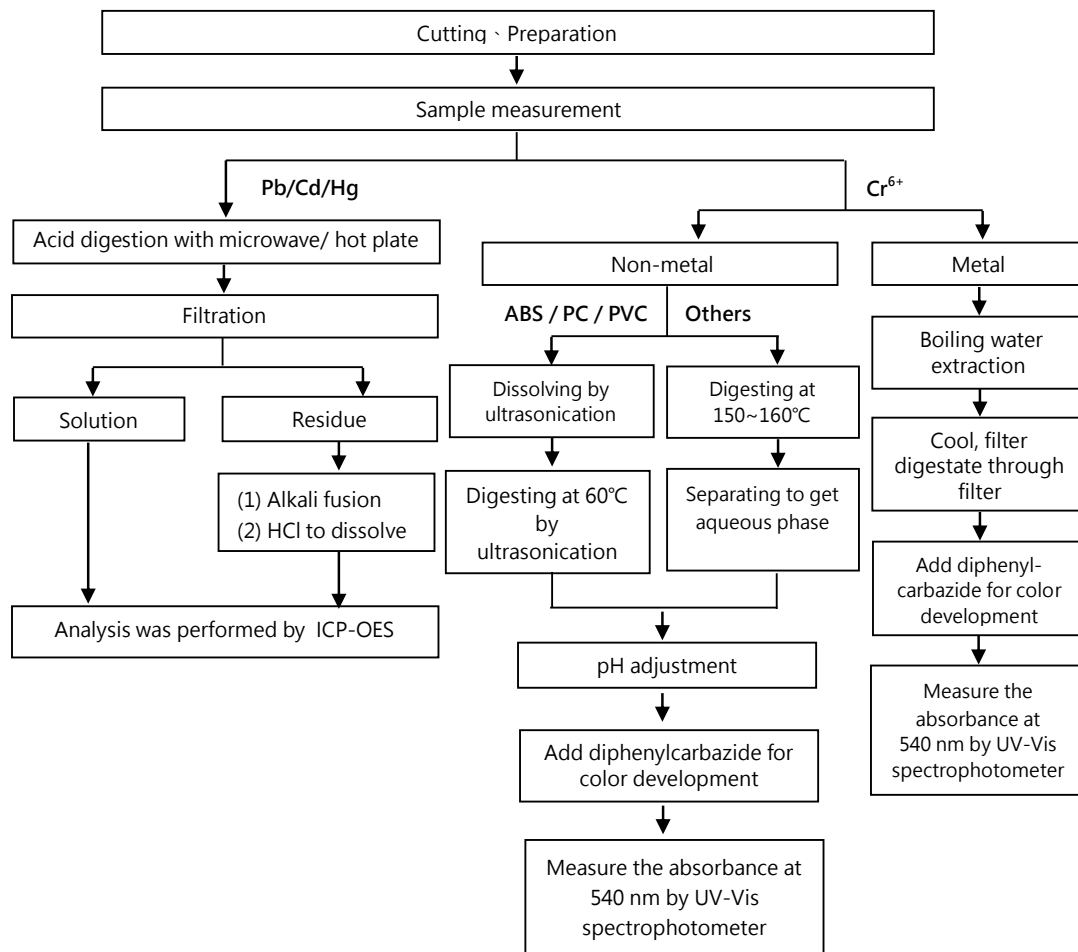 Cutting、Preparation
Sample measurement
Pb/Cd/Hg
Cr⁶⁺
Acid digestion with microwave/ hot plate
Filtration
Solution
Residue
(1) Alkali fusion
(2) HCl to dissolve
Analysis was performed by ICP-OES
Non-metal
ABS / PC / PVC
Others
Dissolving by
ultrasonication
Digesting at 60℃
by
ultrasonication
Digesting at
150~160℃
Separating to get
aqueous phase
pH adjustment
Add diphenylcarbazide for
color development
Measure the absorbance at
540 nm by UV-Vis
spectrophotometer
Metal
Boiling water
extraction
Cool, filter
digestate through
filter
Add diphenyl-
carbazide for color
development
Measure the
absorbance at
540 nm by UV-Vis
spectrophotometer